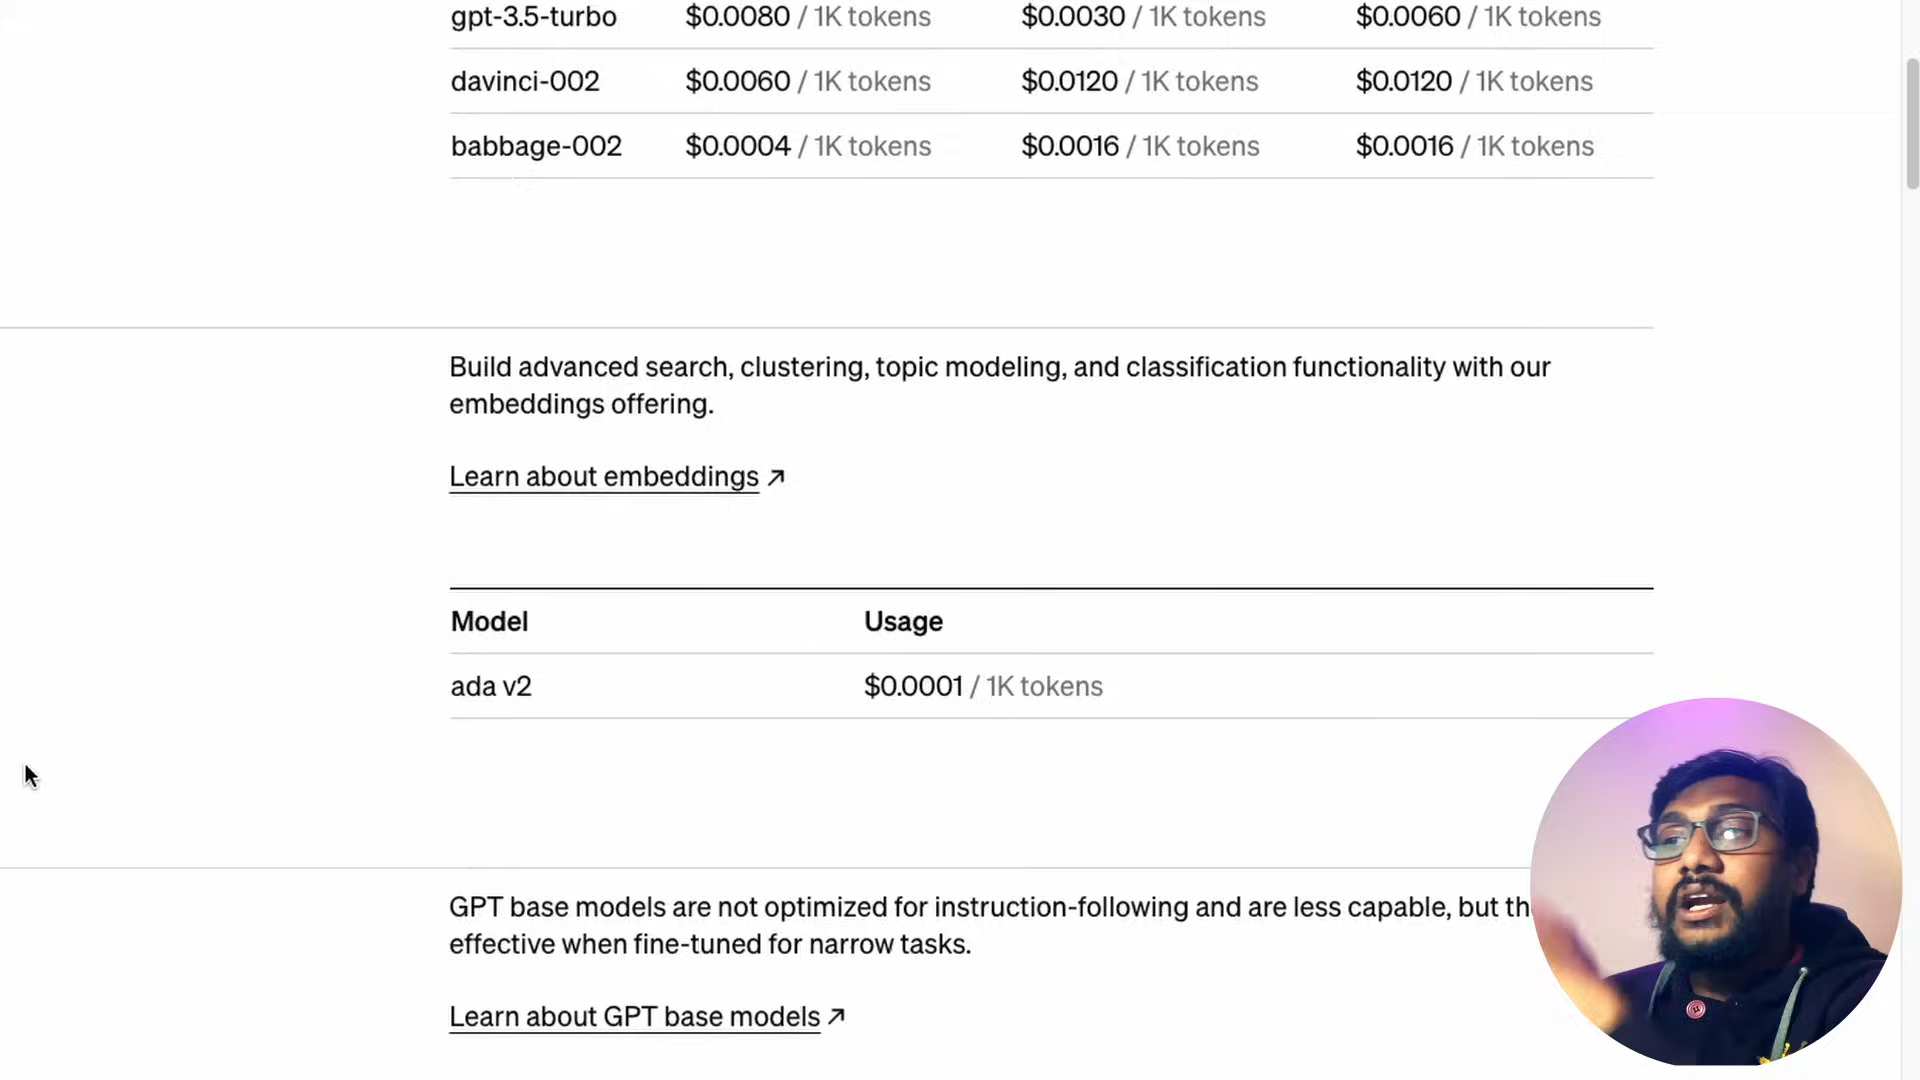 gpt-3.5-turbo $0.0080 / 1K tokens $0.0030 / 1K tokens $0.0060 / 1K tokens
davinci-002 $0.0060 / 1K tokens $0.0120 / 1K tokens $0.0120 / 1K tokens
babbage-002 $0.0004 / 1K tokens $0.0016 / 1K tokens $0.0016 / 1K tokens
Build advanced search, clustering, topic modeling, and classification functionality with our
embeddings offering.
Learn about embeddings ↗
Model Usage
ada v2 $0.0001 / 1K tokens
GPT base models are not optimized for instruction-following and are less capable, but
effective when fine-tuned for narrow tasks.
Learn about GPT base models ↗